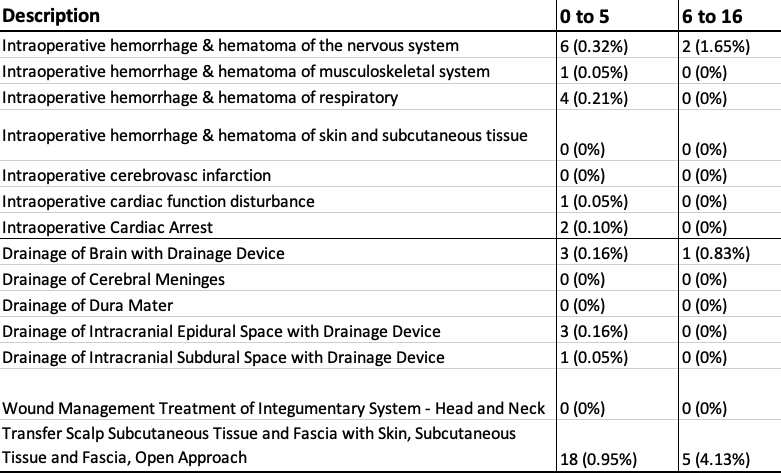 Description 0 to 5 6 to 16
Intraoperative hemorrhage & hematoma of the nervous system 6 (0.32%) 2 (1.65%)
Intraoperative hemorrhage & hematoma of musculoskeletal system 1 (0.05%) 0 (0%)
Intraoperative hemorrhage & hematoma of respiratory 4 (0.21%) 0 (0%)
Intraoperative hemorrhage & hematoma of skin and subcutaneous tissue 0 (0%) 0 (0%)
Intraoperative cerebrovasc infarction 0 (0%) 0 (0%)
Intraoperative cardiac function disturbance 1 (0.05%) 0 (0%)
Intraoperative Cardiac Arrest 2 (0.10%) 0 (0%)
Drainage of Brain with Drainage Device 3 (0.16%) 1 (0.83%)
Drainage of Cerebral Meninges 0 (0%) 0 (0%)
Drainage of Dura Mater 0 (0%) 0 (0%)
Drainage of Intracranial Epidural Space with Drainage Device 3 (0.16%) 0 (0%)
Drainage of Intracranial Subdural Space with Drainage Device 1 (0.05%) 0 (0%)
Wound Management Treatment of Integumentary System - Head and Neck 0 (0%) 0 (0%)
Transfer Scalp Subcutaneous Tissue and Fascia with Skin, Subcutaneous
Tissue and Fascia, Open Approach 18 (0.95%) 5 (4.13%)